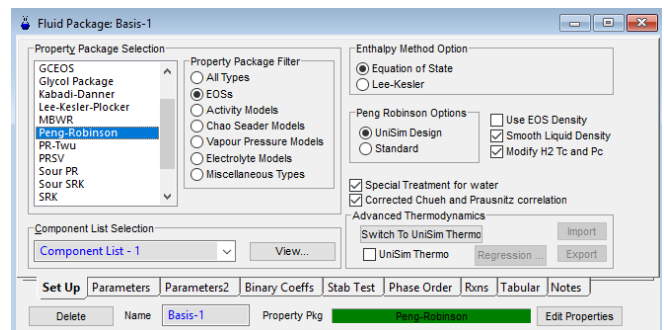 Fluid Package: Basis-1
Property Package Selection
GCEOS
Glycol Package
Kabadi-Danner
Lee-Kesler-Plocker
MBWR
Peng-Robinson
PR-Twu
PRSV
Sour PR
Sour SRK
SRK
Property Package Filter
All Types
EOSs
Activity Models
Chao Seader Models
Vapour Pressure Models
Electrolyte Models
Miscellaneous Types
Enthalpy Method Option
Equation of State
Lee-Kesler
Peng Robinson Options
UniSim Design
Standard
Use EOS Density
Smooth Liquid Density
Modify H2 Tc and Pc
Special Treatment for water
Corrected Chueh and Prausnitz correlation
Component List Selection
Component List - 1
View...
Advanced Thermodynamics
Switch To UniSim Thermo
Import
UniSim Thermo
Regression ...
Export
Set Up Parameters Parameters2 Binary Coeffs Stab Test Phase Order Rxns Tabular Notes
Delete Name Basis-1 Property Pkg Peng-Robinson Edit Properties